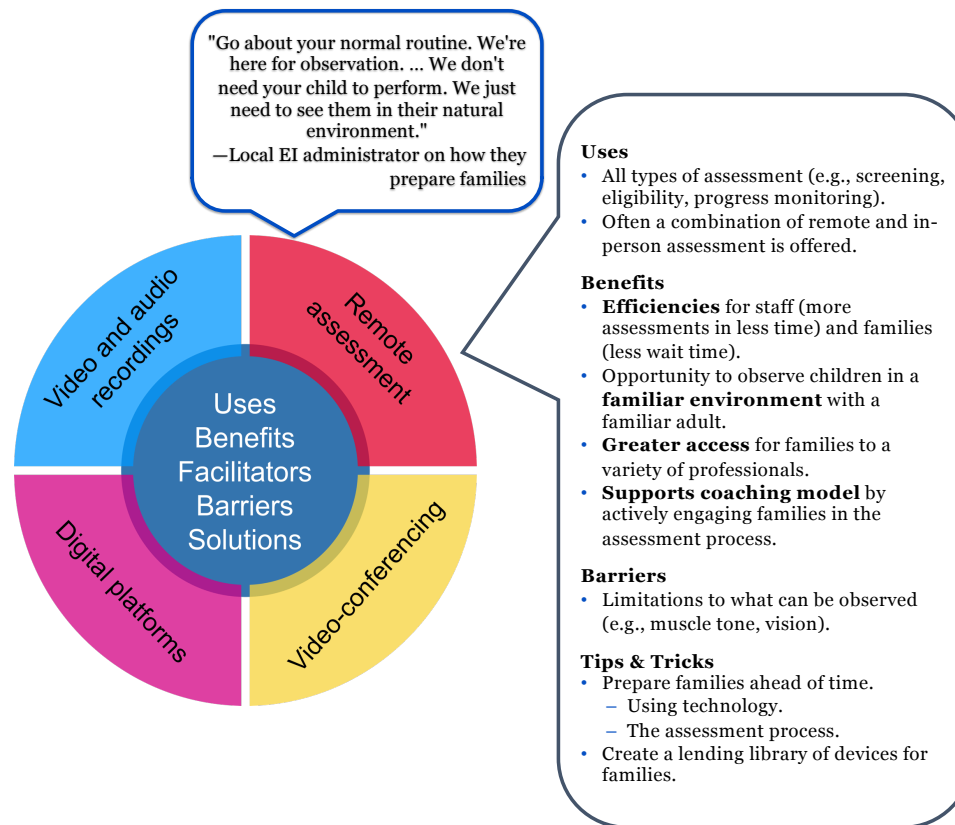 "Go about your normal routine. We're
here for observation. ... We don't
need your child to perform. We just
need to see them in their natural
environment."
—Local EI administrator on how they
prepare families
Video and audio
recordings
Remote
assessment
Digital platforms
Video-conferencing
Uses
Benefits
Facilitators
Barriers
Solutions
Uses
• All types of assessment (e.g., screening,
eligibility, progress monitoring).
• Often a combination of remote and in-
person assessment is offered.
Benefits
• Efficiencies for staff (more
assessments in less time) and families
(less wait time).
• Opportunity to observe children in a
familiar environment with a
familiar adult.
• Greater access for families to a
variety of professionals.
• Supports coaching model by
actively engaging families in the
assessment process.
Barriers
• Limitations to what can be observed
(e.g., muscle tone, vision).
Tips & Tricks
• Prepare families ahead of time.
– Using technology.
– The assessment process.
• Create a lending library of devices for
families.